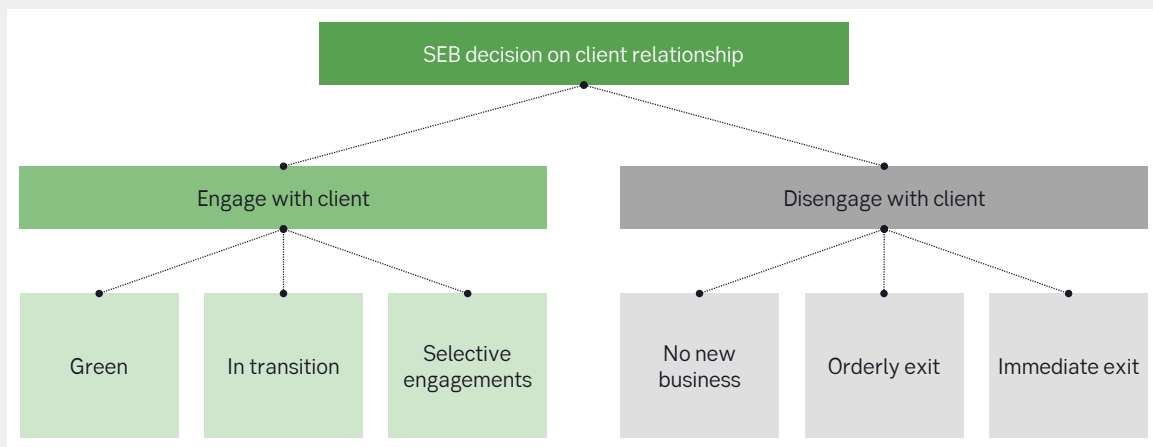 SEB decision on client relationship
Engage with client
Disengage with client
Green
In transition
Selective
engagements
No new
business
Orderly exit
Immediate exit